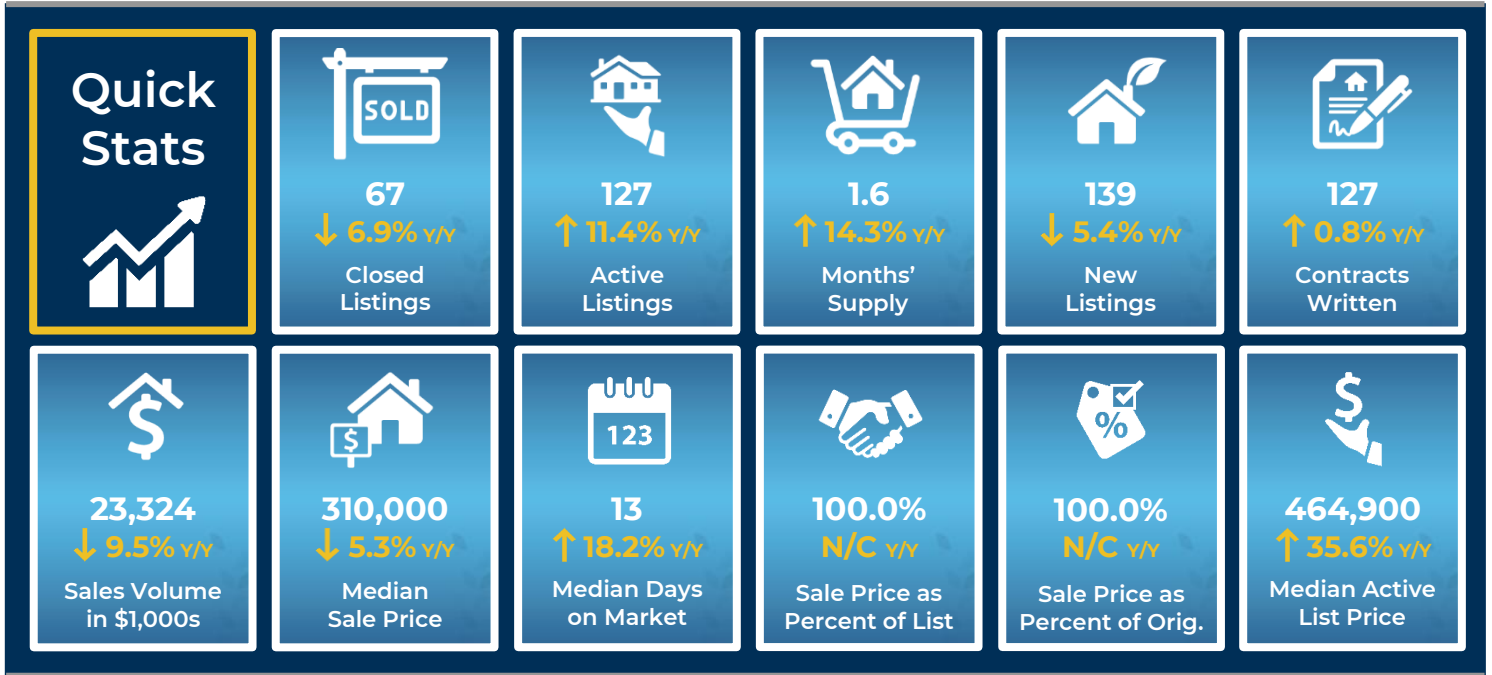 Quick
Stats
SOLD
67
↓ 6.9% Y/Y
Closed
Listings
127
↑ 11.4% Y/Y
Active
Listings
1.6
↑ 14.3% Y/Y
Months’
Supply
139
↓ 5.4% Y/Y
New
Listings
127
↑ 0.8% Y/Y
Contracts
Written
$
23,324
↓ 9.5% Y/Y
Sales Volume
in $1,000s
$
310,000
↓ 5.3% Y/Y
Median
Sale Price
123
13
↑ 18.2% Y/Y
Median Days
on Market
100.0%
N/C Y/Y
Sale Price as
Percent of List
%
100.0%
N/C Y/Y
Sale Price as
Percent of Orig.
$
464,900
↑ 35.6% Y/Y
Median Active
List Price